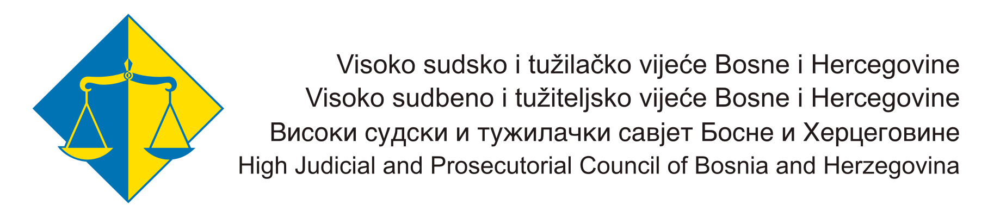 Visoko sudsko i tužilačko vijeće Bosne i Hercegovine
Visoko sudbeno i tužiteljsko vijeće Bosne i Hercegovine
Високи судски и тужилачки савјет Босне и Херцеговине
High Judicial and Prosecutorial Council of Bosnia and Herzegovina